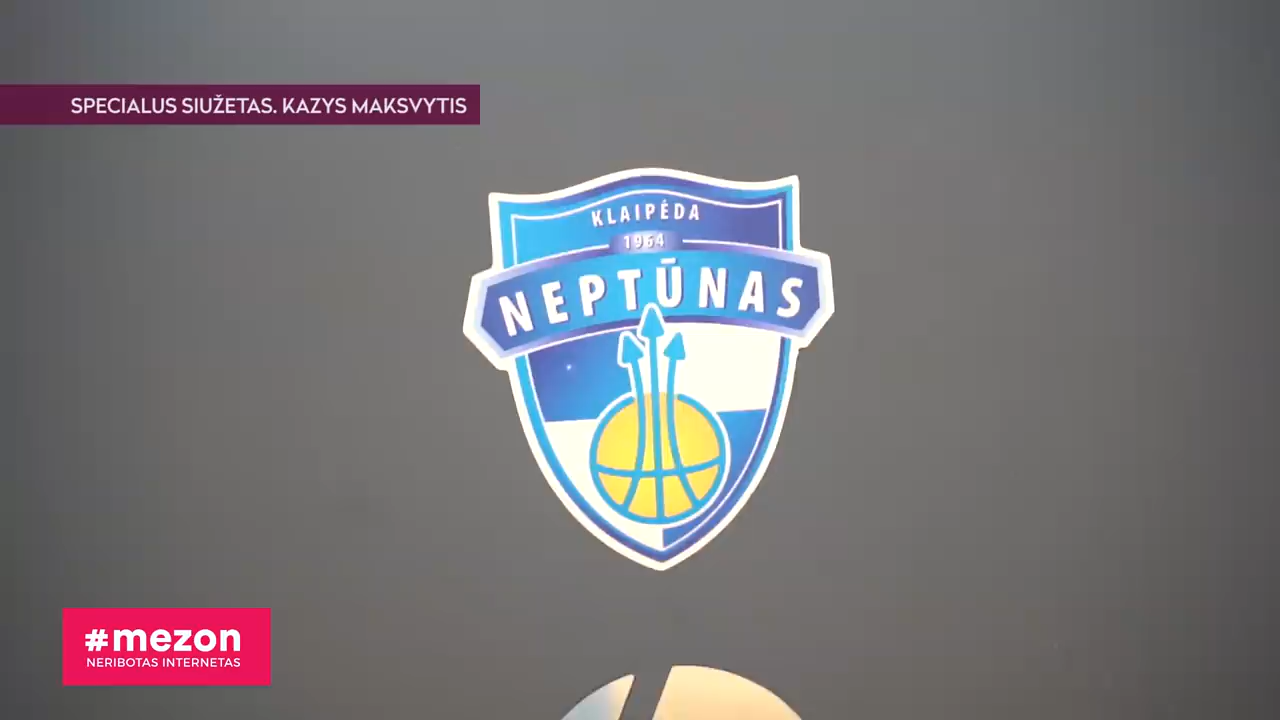 SPECIALUS SIUŽETAS. KAZYS MAKSVYTIS
KLAIPĖDA
1964
NEPTŪNAS
#mezon
NERIBOTAS INTERNETAS